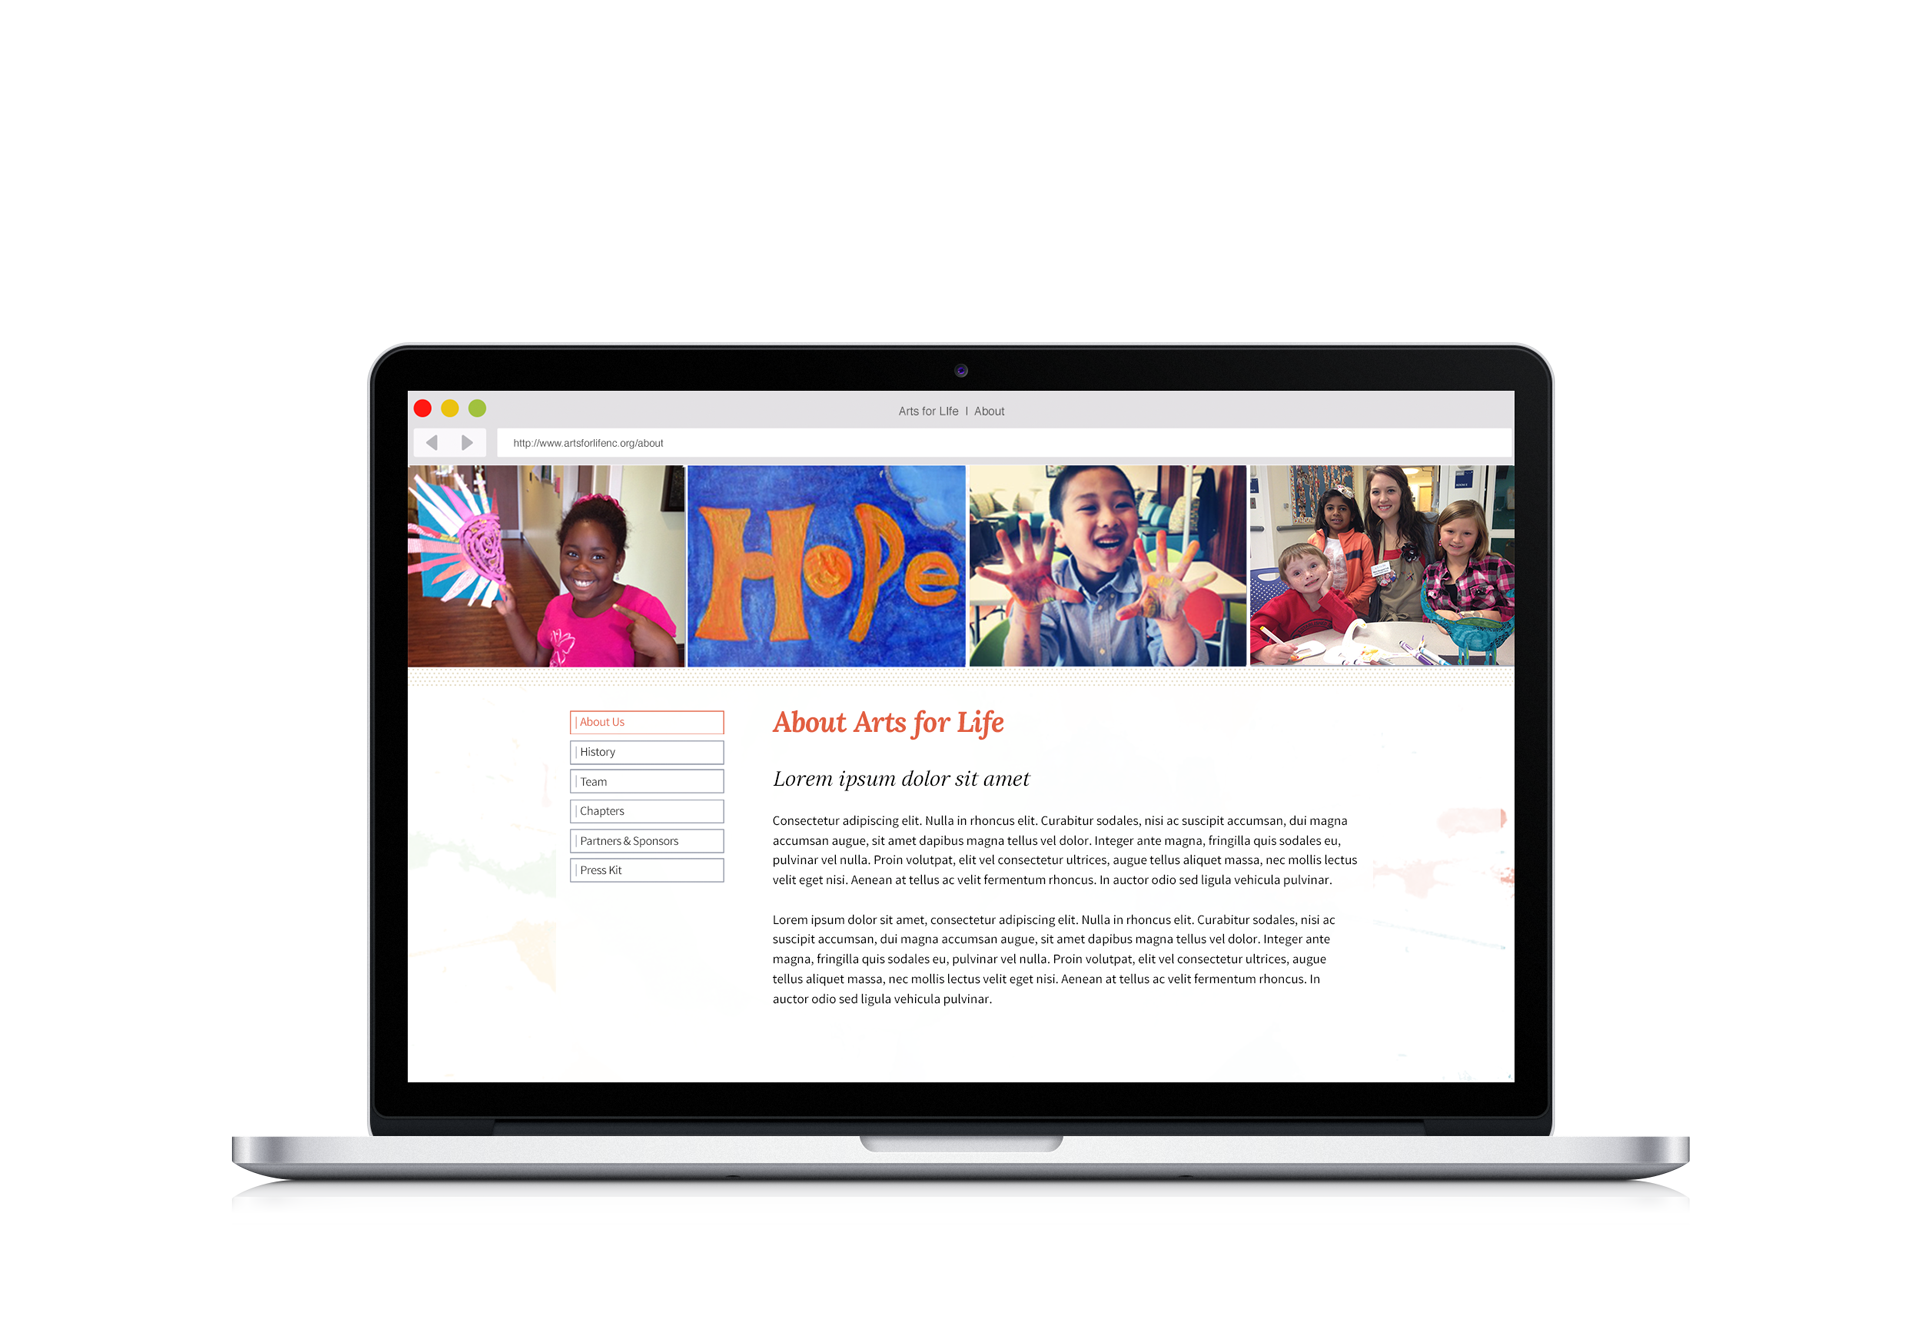 Arts for LIfe | About
http://www.artsforlifenc.org/about
HoPe
| About Us
| History
| Team
| Chapters
| Partners & Sponsors
| Press Kit
About Arts for Life
Lorem ipsum dolor sit amet
Consectetur adipiscing elit. Nulla in rhoncus elit. Curabitur sodales, nisi ac suscipit accumsan, dui magna
accumsan augue, sit amet dapibus magna tellus vel dolor. Integer ante magna, fringilla quis sodales eu,
pulvinar vel nulla. Proin volutpat, elit vel consectetur ultrices, augue tellus aliquet massa, nec mollis lectus
velit eget nisi. Aenean at tellus ac velit fermentum rhoncus. In auctor odio sed ligula vehicula pulvinar.
Lorem ipsum dolor sit amet, consectetur adipiscing elit. Nulla in rhoncus elit. Curabitur sodales, nisi ac
suscipit accumsan, dui magna accumsan augue, sit amet dapibus magna tellus vel dolor. Integer ante
magna, fringilla quis sodales eu, pulvinar vel nulla. Proin volutpat, elit vel consectetur ultrices, augue
tellus aliquet massa, nec mollis lectus velit eget nisi. Aenean at tellus ac velit fermentum rhoncus. In
auctor odio sed ligula vehicula pulvinar.